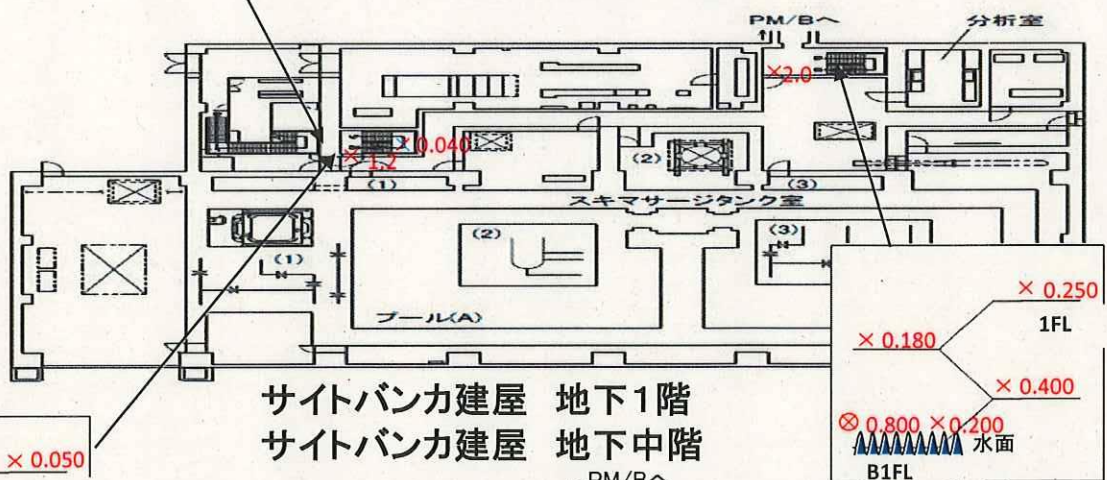 PM/Bへ
分析室
×2.0
×0.040
×1.2
(1)
(2)
(3)
スキマサージタンク室
(1)
(2)
(3)
プール(A)
× 0.250
1FL
× 0.180
× 0.400
⊗ 0.800 ×0.200
水面
B1FL
サイトバンカ建屋 地下1階
サイトバンカ建屋 地下中階
× 0.050
PM/Bへ